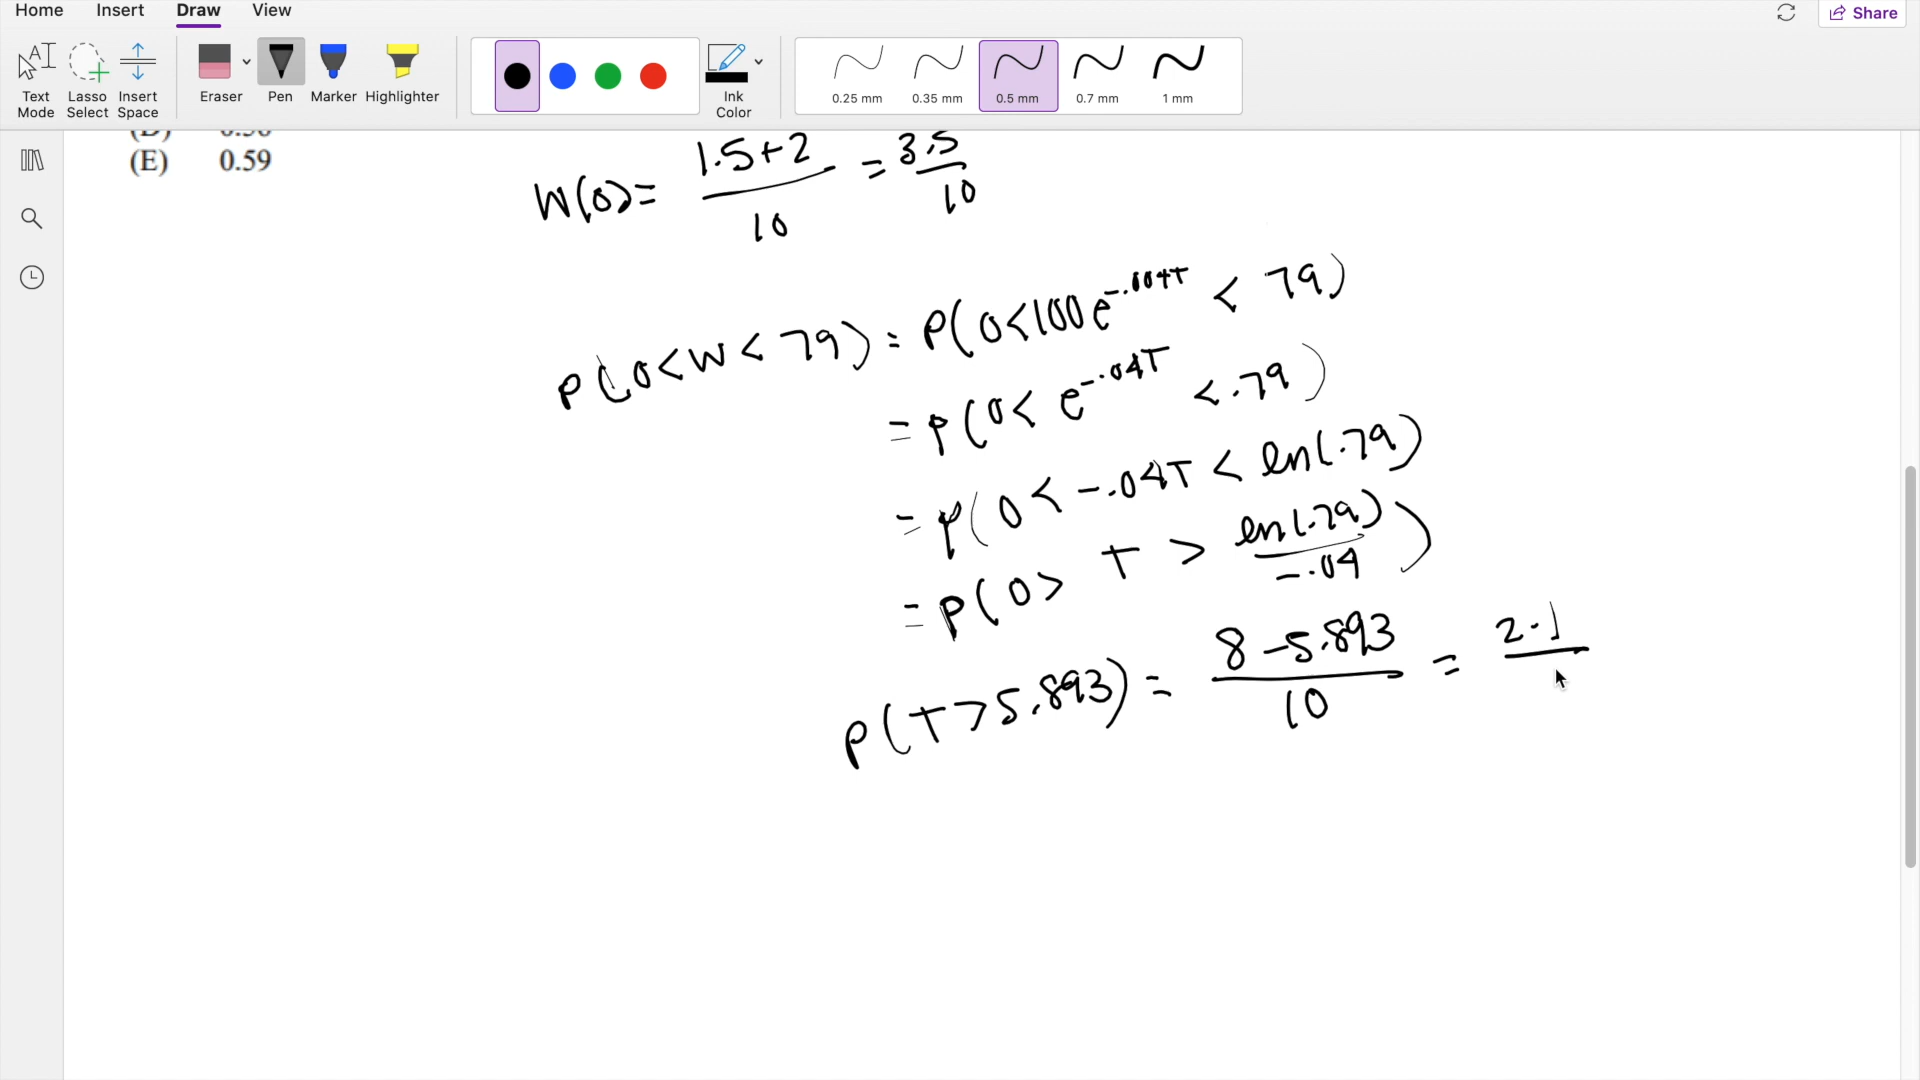 Home Insert Draw View
Share
AI
Text Mode
Lasso Select
Insert Space
Eraser
Pen
Marker
Highlighter
Ink Color
0.25 mm
0.35 mm
0.5 mm
0.7 mm
1 mm
(E) 0.59
W(0) = 1.5+2 / 10 = 3.5 / 10
P(0<W<79) = P(0<100e^-.004T < 79)
= P(0< e^-.04T < .79)
= P(0 < -.04T < ln(.79)
= P(0> T > ln(.79) / -.04)
P(T>5.893) = 8-5.893 / 10 = 2.1